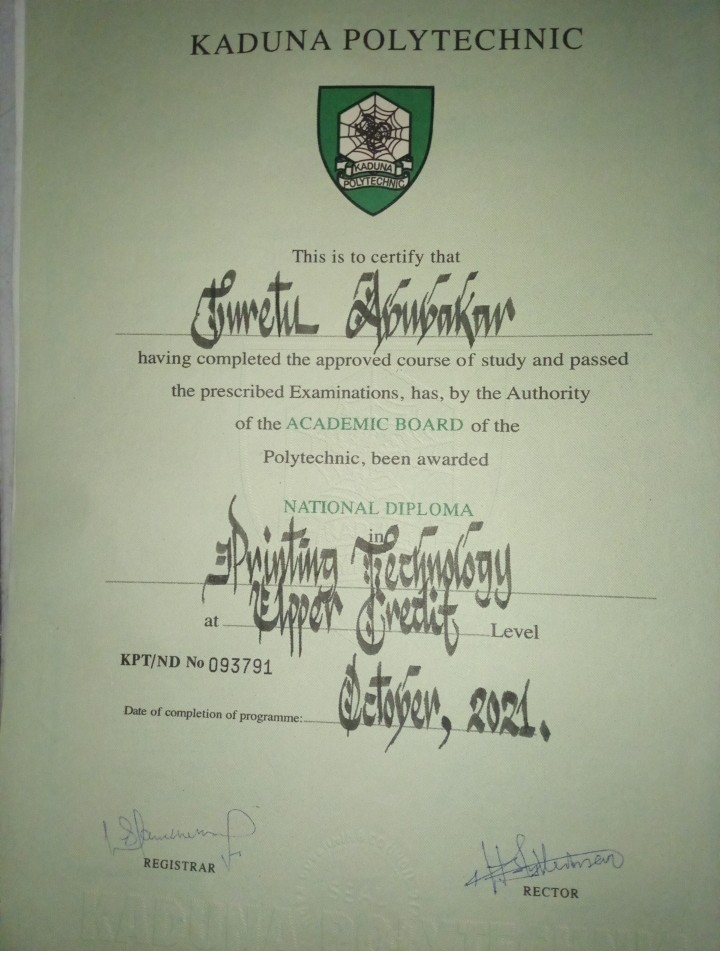 KADUNA POLYTECHNIC
KADUNA
POLYTECHNIC
This is to certify that
Abubakar
having completed the approved course of study and passed
the prescribed Examinations, has, by the Authority
of the ACADEMIC BOARD of the
Polytechnic, been awarded
NATIONAL DIPLOMA
in
Printing Technology
at Upper Credit Level
KPT/ND No 093791
Date of completion of programme: October, 2021.
REGISTRAR
RECTOR